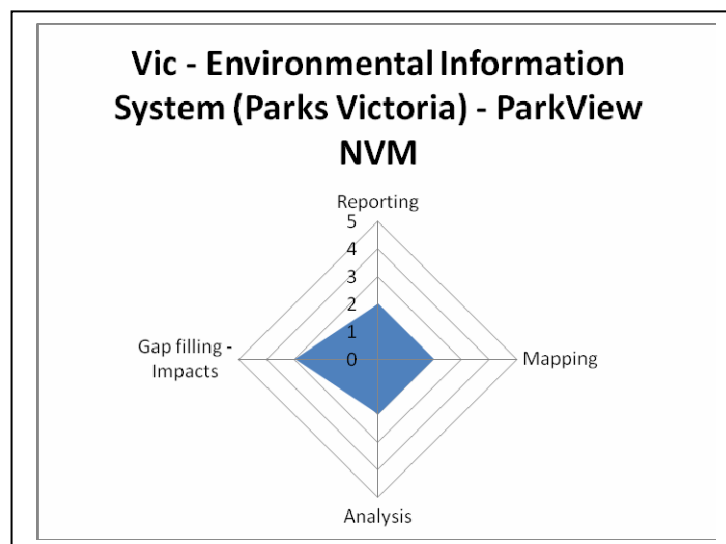 Vic - Environmental Information
System (Parks Victoria) - ParkView
NVM
Reporting
5
4
3
2
1
0
Gap filling -
Impacts
Mapping
Analysis